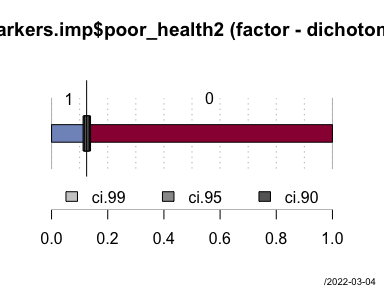 arkers.imp$poor_health2 (factor - dichoton
1 0
ci.99 ci.95 ci.90
0.0 0.2 0.4 0.6 0.8 1.0
/2022-03-04